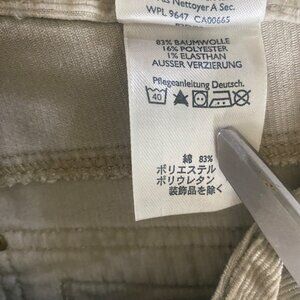 Nettoyer A Sec.
WPL 9647 CA00665
83% BAUMWOLLE
16% POLYESTER
1% ELASTHAN
AUSSER VERZIERUNG
Pflegeanleitung Deutsch.
40
綿 83%
ポリエステル
ポリウレタン
装飾品を除く